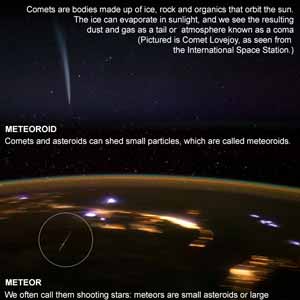 Comets are bodies made up of ice, rock and organics that orbit the sun.
The ice can evaporate in sunlight, and we see the resulting
dust and gas as a tail or atmosphere known as a coma
(Pictured is Comet Lovejoy, as seen from
the International Space Station.)
METEOROID
Comets and asteroids can shed small particles, which are called meteoroids.
METEOR
We often call them shooting stars: meteors are small asteroids or large